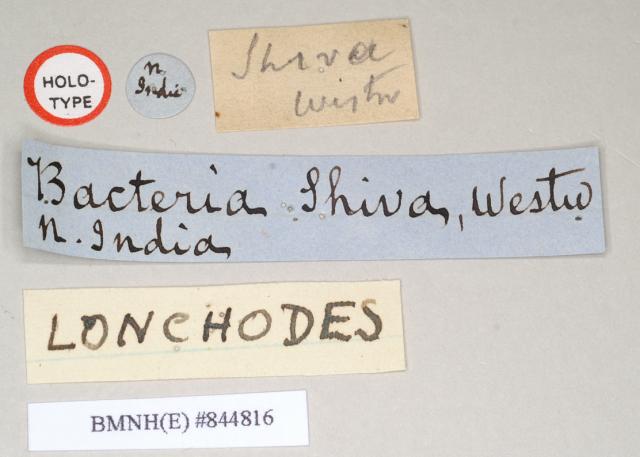 HOLO-
TYPE
N.
India
Shiva
Westw
Bacteria Shiva, Westw
N. India
LONCHODES
BMNH(E) #844816